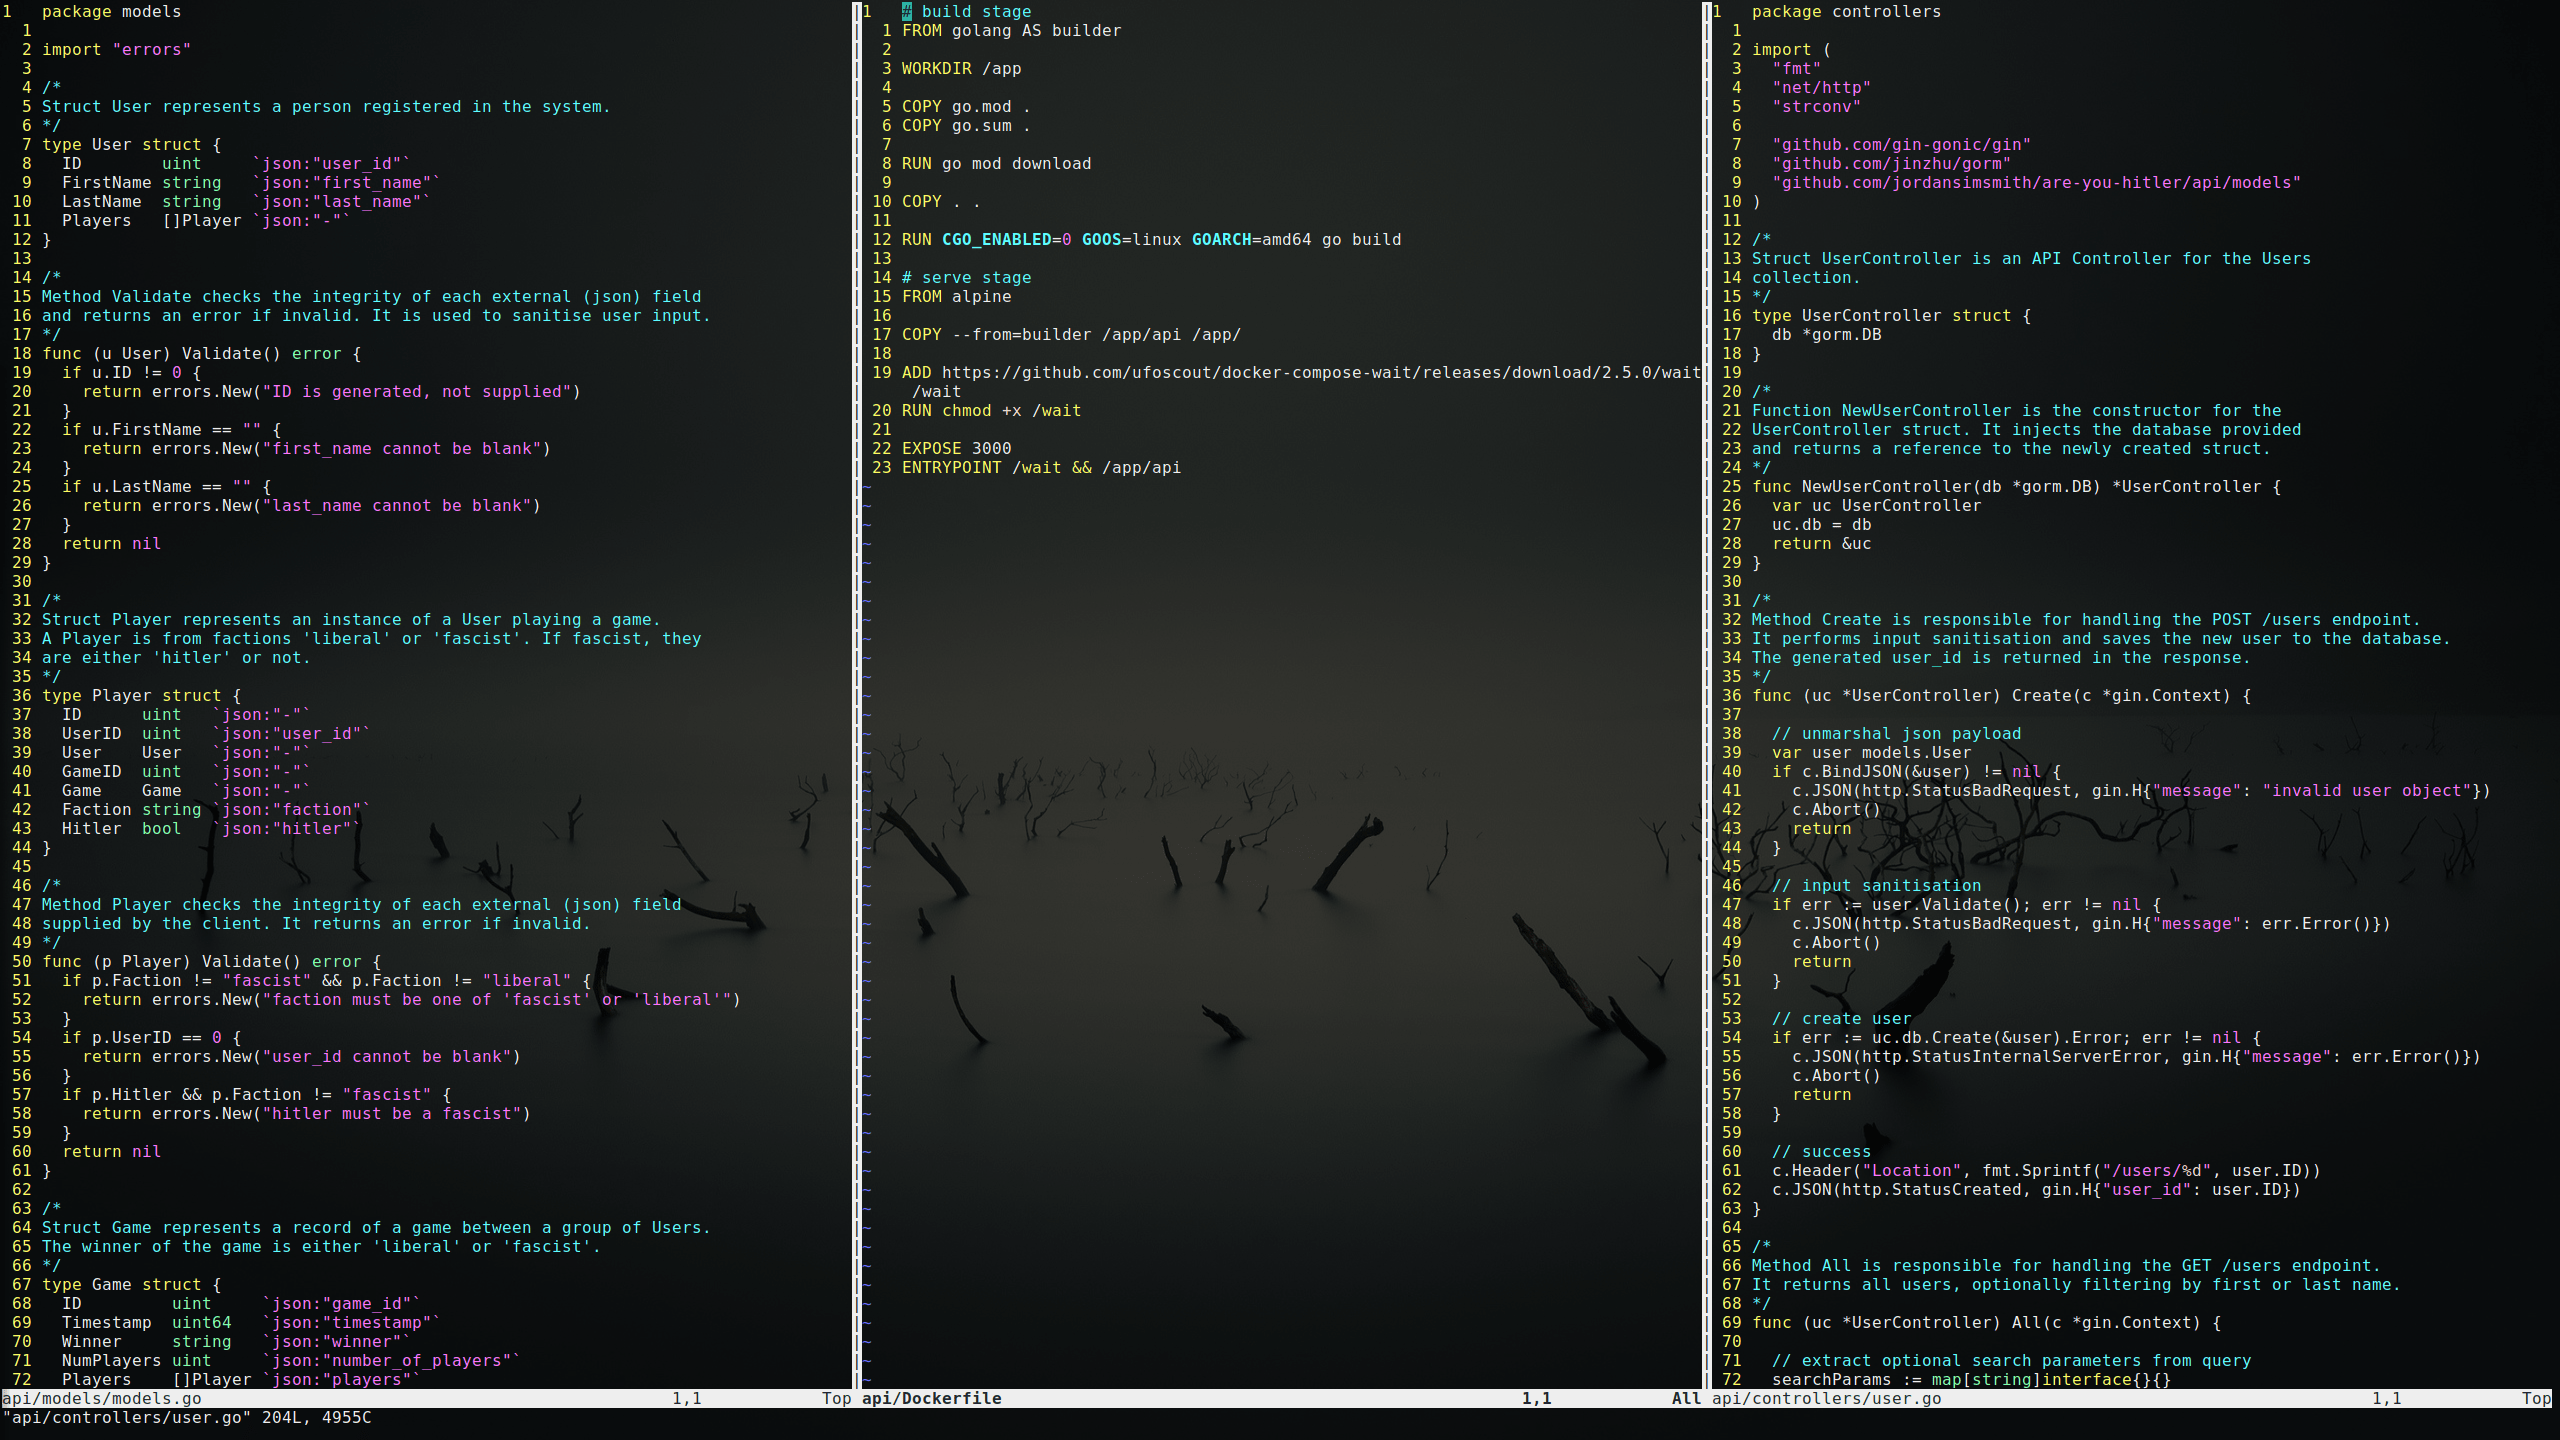 1   package models
  1
  2 import "errors"
  3
  4 /*
  5 Struct User represents a person registered in the system.
  6 */
  7 type User struct {
  8   ID        uint     `json:"user_id"`
  9   FirstName string   `json:"first_name"`
 10   LastName  string   `json:"last_name"`
 11   Players   []Player `json:"-"`
 12 }
 13
 14 /*
 15 Method Validate checks the integrity of each external (json) field
 16 and returns an error if invalid. It is used to sanitise user input.
 17 */
 18 func (u User) Validate() error {
 19   if u.ID != 0 {
 20     return errors.New("ID is generated, not supplied")
 21   }
 22   if u.FirstName == "" {
 23     return errors.New("first_name cannot be blank")
 24   }
 25   if u.LastName == "" {
 26     return errors.New("last_name cannot be blank")
 27   }
 28   return nil
 29 }
 30
 31 /*
 32 Struct Player represents an instance of a User playing a game.
 33 A Player is from factions 'liberal' or 'fascist'. If fascist, they
 34 are either 'hitler' or not.
 35 */
 36 type Player struct {
 37   ID      uint   `json:"-"`
 38   UserID  uint   `json:"user_id"`
 39   User    User   `json:"-"`
 40   GameID  uint   `json:"-"`
 41   Game    Game   `json:"-"`
 42   Faction string `json:"faction"`
 43   Hitler  bool   `json:"hitler"`
 44 }
 45
 46 /*
 47 Method Player checks the integrity of each external (json) field
 48 supplied by the client. It returns an error if invalid.
 49 */
 50 func (p Player) Validate() error {
 51   if p.Faction != "fascist" && p.Faction != "liberal" {
 52     return errors.New("faction must be one of 'fascist' or 'liberal'")
 53   }
 54   if p.UserID == 0 {
 55     return errors.New("user_id cannot be blank")
 56   }
 57   if p.Hitler && p.Faction != "fascist" {
 58     return errors.New("hitler must be a fascist")
 59   }
 60   return nil
 61 }
 62
 63 /*
 64 Struct Game represents a record of a game between a group of Users.
 65 The winner of the game is either 'liberal' or 'fascist'.
 66 */
 67 type Game struct {
 68   ID         uint     `json:"game_id"`
 69   Timestamp  uint64   `json:"timestamp"`
 70   Winner     string   `json:"winner"`
 71   NumPlayers uint     `json:"number_of_players"`
 72   Players    []Player `json:"players"`
api/models/models.go 1,1 Top
1   # build stage
  1 FROM golang AS builder
  2
  3 WORKDIR /app
  4
  5 COPY go.mod .
  6 COPY go.sum .
  7
  8 RUN go mod download
  9
 10 COPY . .
 11
 12 RUN CGO_ENABLED=0 GOOS=linux GOARCH=amd64 go build
 13
 14 # serve stage
 15 FROM alpine
 16
 17 COPY --from=builder /app/api /app/
 18
 19 ADD https://github.com/ufoscout/docker-compose-wait/releases/download/2.5.0/wait
     /wait
 20 RUN chmod +x /wait
 21
 22 EXPOSE 3000
 23 ENTRYPOINT /wait && /app/api
api/Dockerfile 1,1 All
1   package controllers
  1
  2 import (
  3   "fmt"
  4   "net/http"
  5   "strconv"
  6
  7   "github.com/gin-gonic/gin"
  8   "github.com/jinzhu/gorm"
  9   "github.com/jordansimsmith/are-you-hitler/api/models"
 10 )
 11
 12 /*
 13 Struct UserController is an API Controller for the Users
 14 collection.
 15 */
 16 type UserController struct {
 17   db *gorm.DB
 18 }
 19
 20 /*
 21 Function NewUserController is the constructor for the
 22 UserController struct. It injects the database provided
 23 and returns a reference to the newly created struct.
 24 */
 25 func NewUserController(db *gorm.DB) *UserController {
 26   var uc UserController
 27   uc.db = db
 28   return &uc
 29 }
 30
 31 /*
 32 Method Create is responsible for handling the POST /users endpoint.
 33 It performs input sanitisation and saves the new user to the database.
 34 The generated user_id is returned in the response.
 35 */
 36 func (uc *UserController) Create(c *gin.Context) {
 37
 38   // unmarshal json payload
 39   var user models.User
 40   if c.BindJSON(&user) != nil {
 41     c.JSON(http.StatusBadRequest, gin.H{"message": "invalid user object"})
 42     c.Abort()
 43     return
 44   }
 45
 46   // input sanitisation
 47   if err := user.Validate(); err != nil {
 48     c.JSON(http.StatusBadRequest, gin.H{"message": err.Error()})
 49     c.Abort()
 50     return
 51   }
 52
 53   // create user
 54   if err := uc.db.Create(&user).Error; err != nil {
 55     c.JSON(http.StatusInternalServerError, gin.H{"message": err.Error()})
 56     c.Abort()
 57     return
 58   }
 59
 60   // success
 61   c.Header("Location", fmt.Sprintf("/users/%d", user.ID))
 62   c.JSON(http.StatusCreated, gin.H{"user_id": user.ID})
 63 }
 64
 65 /*
 66 Method All is responsible for handling the GET /users endpoint.
 67 It returns all users, optionally filtering by first or last name.
 68 */
 69 func (uc *UserController) All(c *gin.Context) {
 70
 71   // extract optional search parameters from query
 72   searchParams := map[string]interface{}{}
api/controllers/user.go 1,1 Top
"api/controllers/user.go" 204L, 4955C